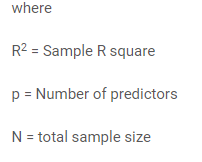 where
R² = Sample R square
p = Number of predictors
N = total sample size